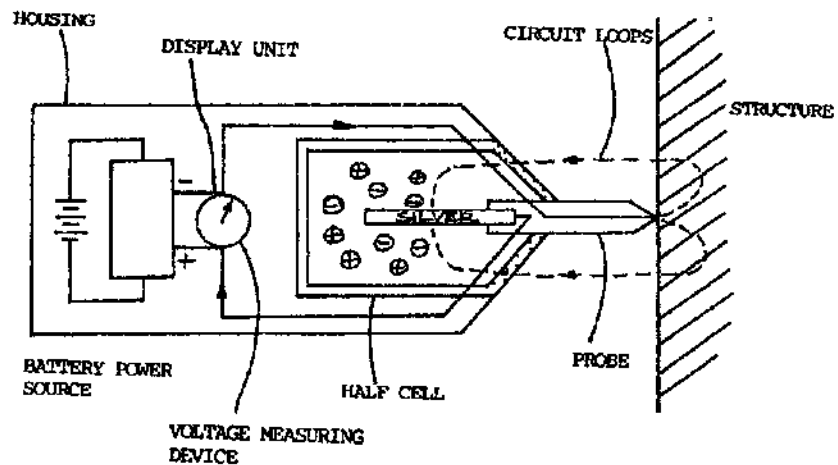 HOUSING
DISPLAY UNIT
CIRCUIT LOOPS
STRUCTURE
SILVER
-
+
PROBE
BATTERY POWER
SOURCE
HALF CELL
VOLTAGE MEASURING
DEVICE